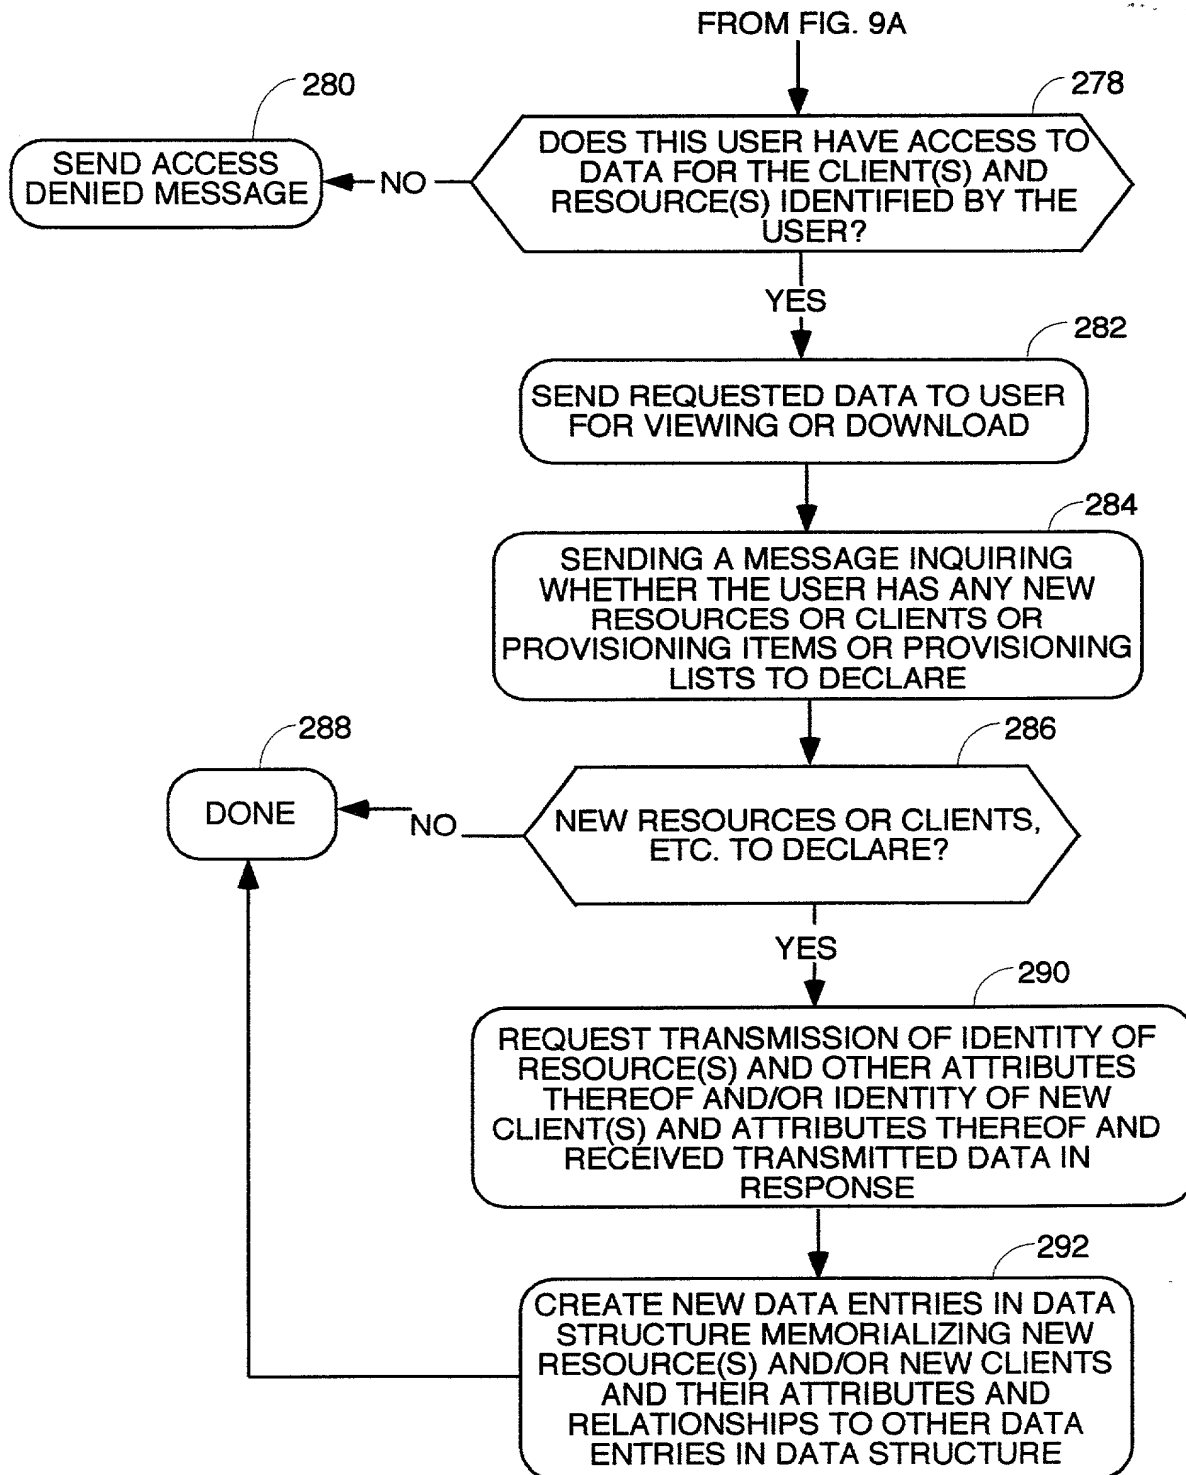 FROM FIG. 9A
278
280
DOES THIS USER HAVE ACCESS TO
DATA FOR THE CLIENT(S) AND
RESOURCE(S) IDENTIFIED BY THE
USER?
SEND ACCESS
DENIED MESSAGE
NO
YES
282
SEND REQUESTED DATA TO USER
FOR VIEWING OR DOWNLOAD
284
SENDING A MESSAGE INQUIRING
WHETHER THE USER HAS ANY NEW
RESOURCES OR CLIENTS OR
PROVISIONING ITEMS OR PROVISIONING
LISTS TO DECLARE
286
288
DONE
NO
NEW RESOURCES OR CLIENTS,
ETC. TO DECLARE?
YES
290
REQUEST TRANSMISSION OF IDENTITY OF
RESOURCE(S) AND OTHER ATTRIBUTES
THEREOF AND/OR IDENTITY OF NEW
CLIENT(S) AND ATTRIBUTES THEREOF AND
RECEIVED TRANSMITTED DATA IN
RESPONSE
292
CREATE NEW DATA ENTRIES IN DATA
STRUCTURE MEMORIALIZING NEW
RESOURCE(S) AND/OR NEW CLIENTS
AND THEIR ATTRIBUTES AND
RELATIONSHIPS TO OTHER DATA
ENTRIES IN DATA STRUCTURE